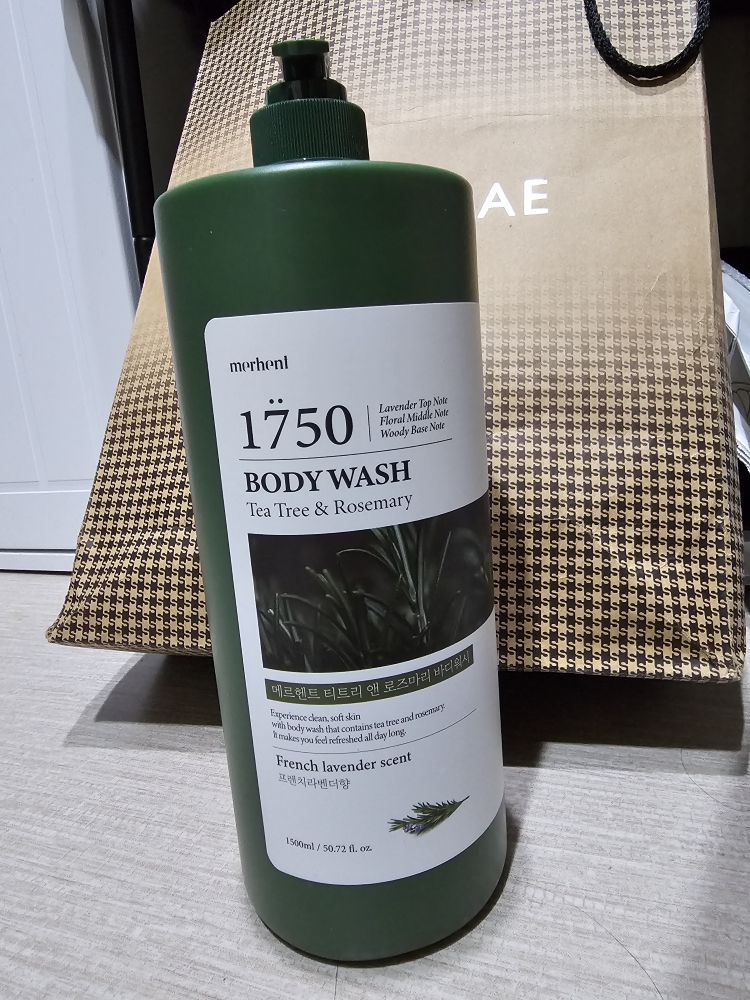 AE
merhent
1750
Lavender Top Note
Floral Middle Note
Woody Base Note
BODY WASH
Tea Tree & Rosemary
메르헨트 티트리 앤 로즈마리 바디워시
Experience clean, soft skin
with body wash that contains tea tree and rosemary.
It makes you feel refreshed all day long.
French lavender scent
프렌치라벤더향
1500ml / 50.72 fl. oz.